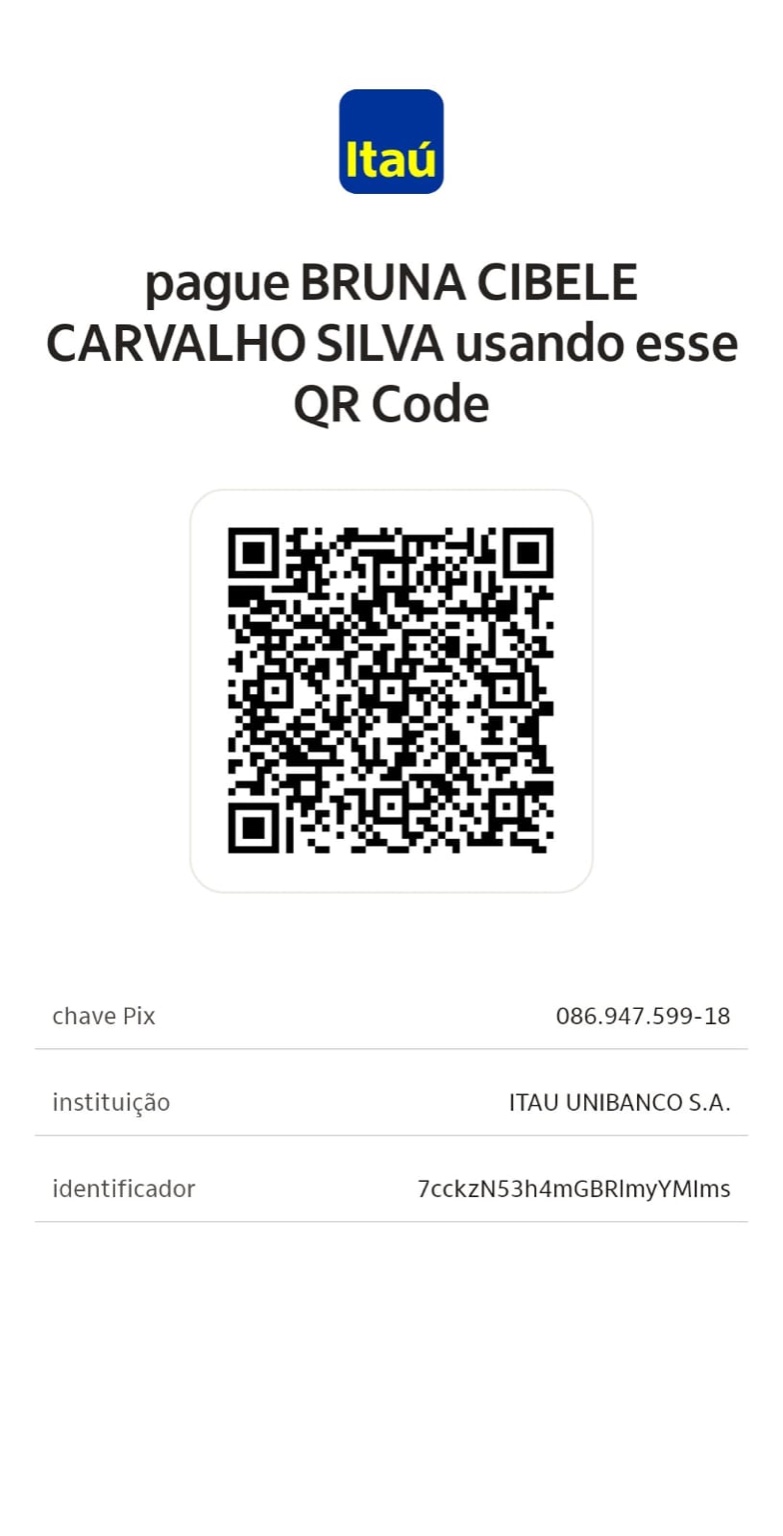 Itaú
pague BRUNA CIBELE
CARVALHO SILVA usando esse
QR Code
chave Pix 086.947.599-18
instituição ITAU UNIBANCO S.A.
identificador 7cckzN53h4mGBRlmyYMIms